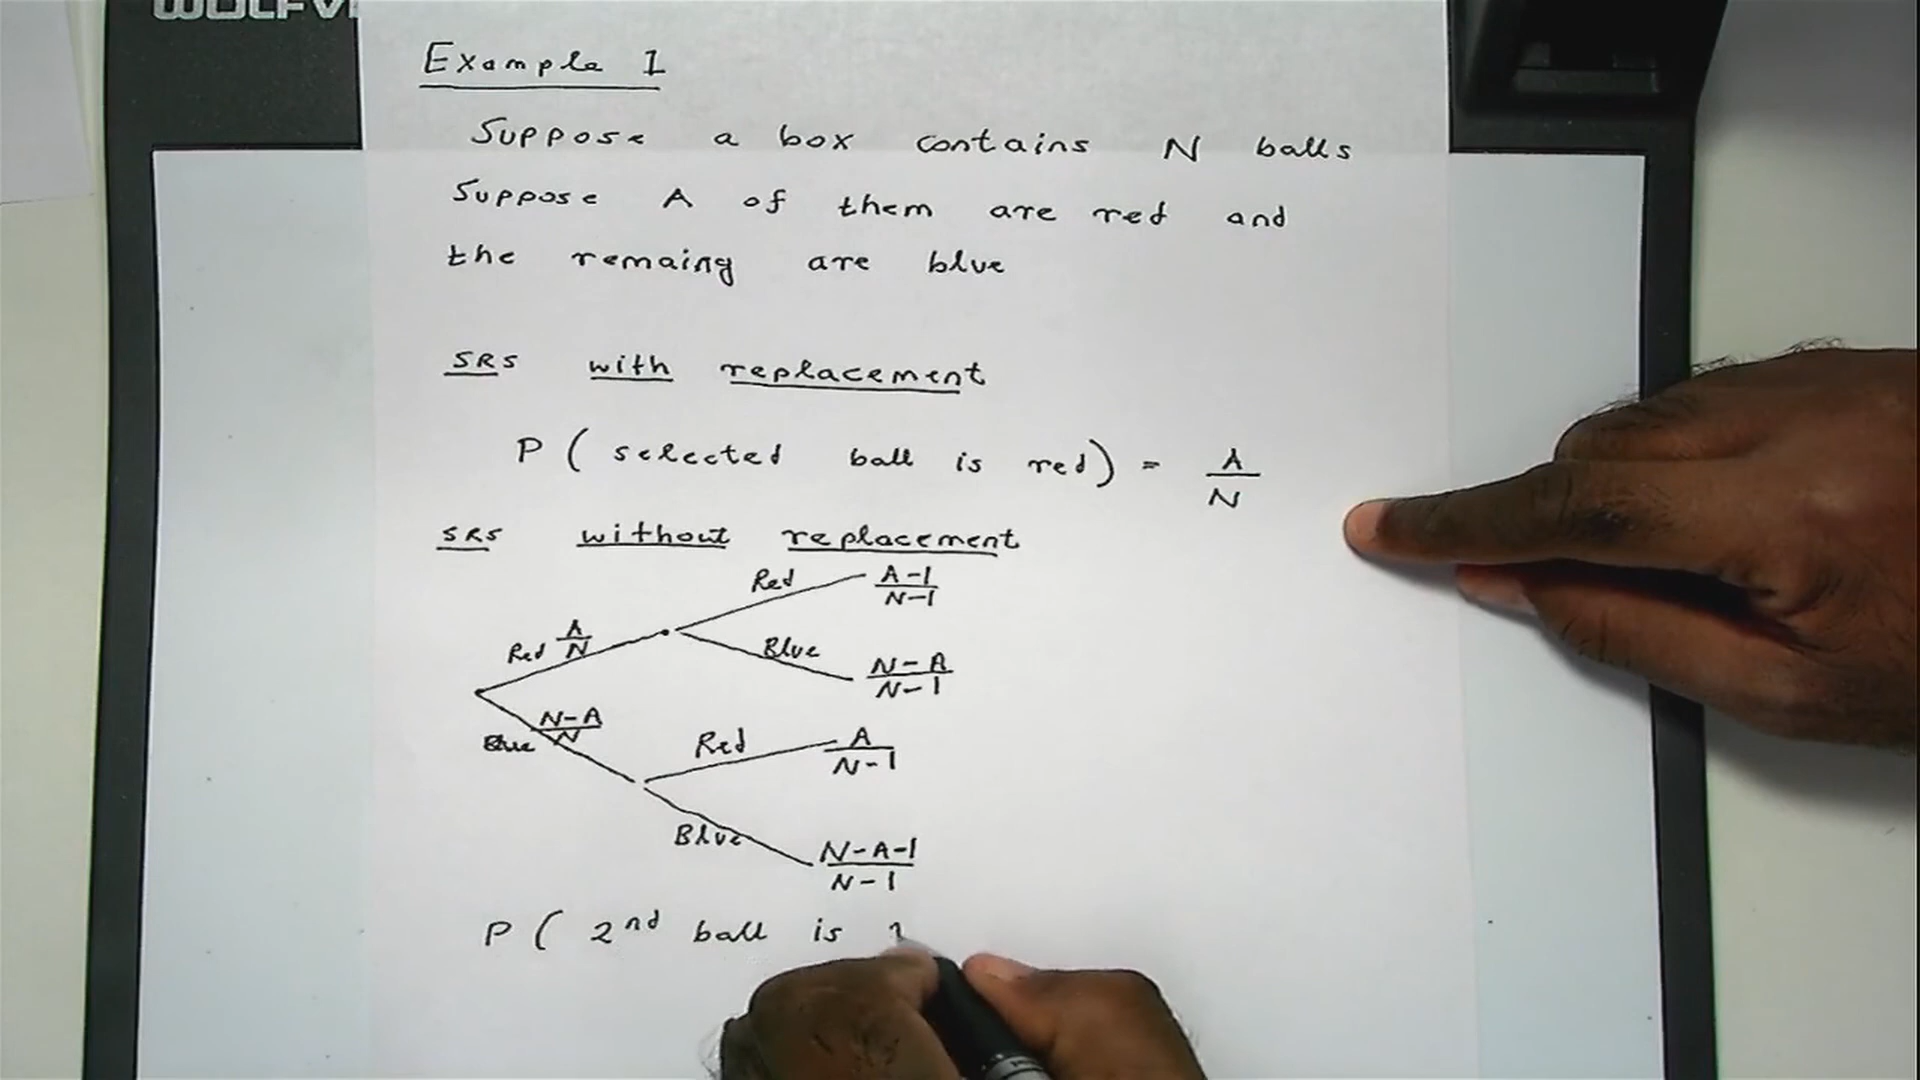 Example 1
Suppose a box contains N balls
Suppose A of them are red and
the remaing are blue
SRS with replacement
P ( selected ball is red) = A/N
SRS without replacement
Red A-1/N-1
Red A/N
Blue N-A/N-1
Blue N-A/N
Red A/N-1
Blue N-A-1/N-1
P ( 2nd ball is